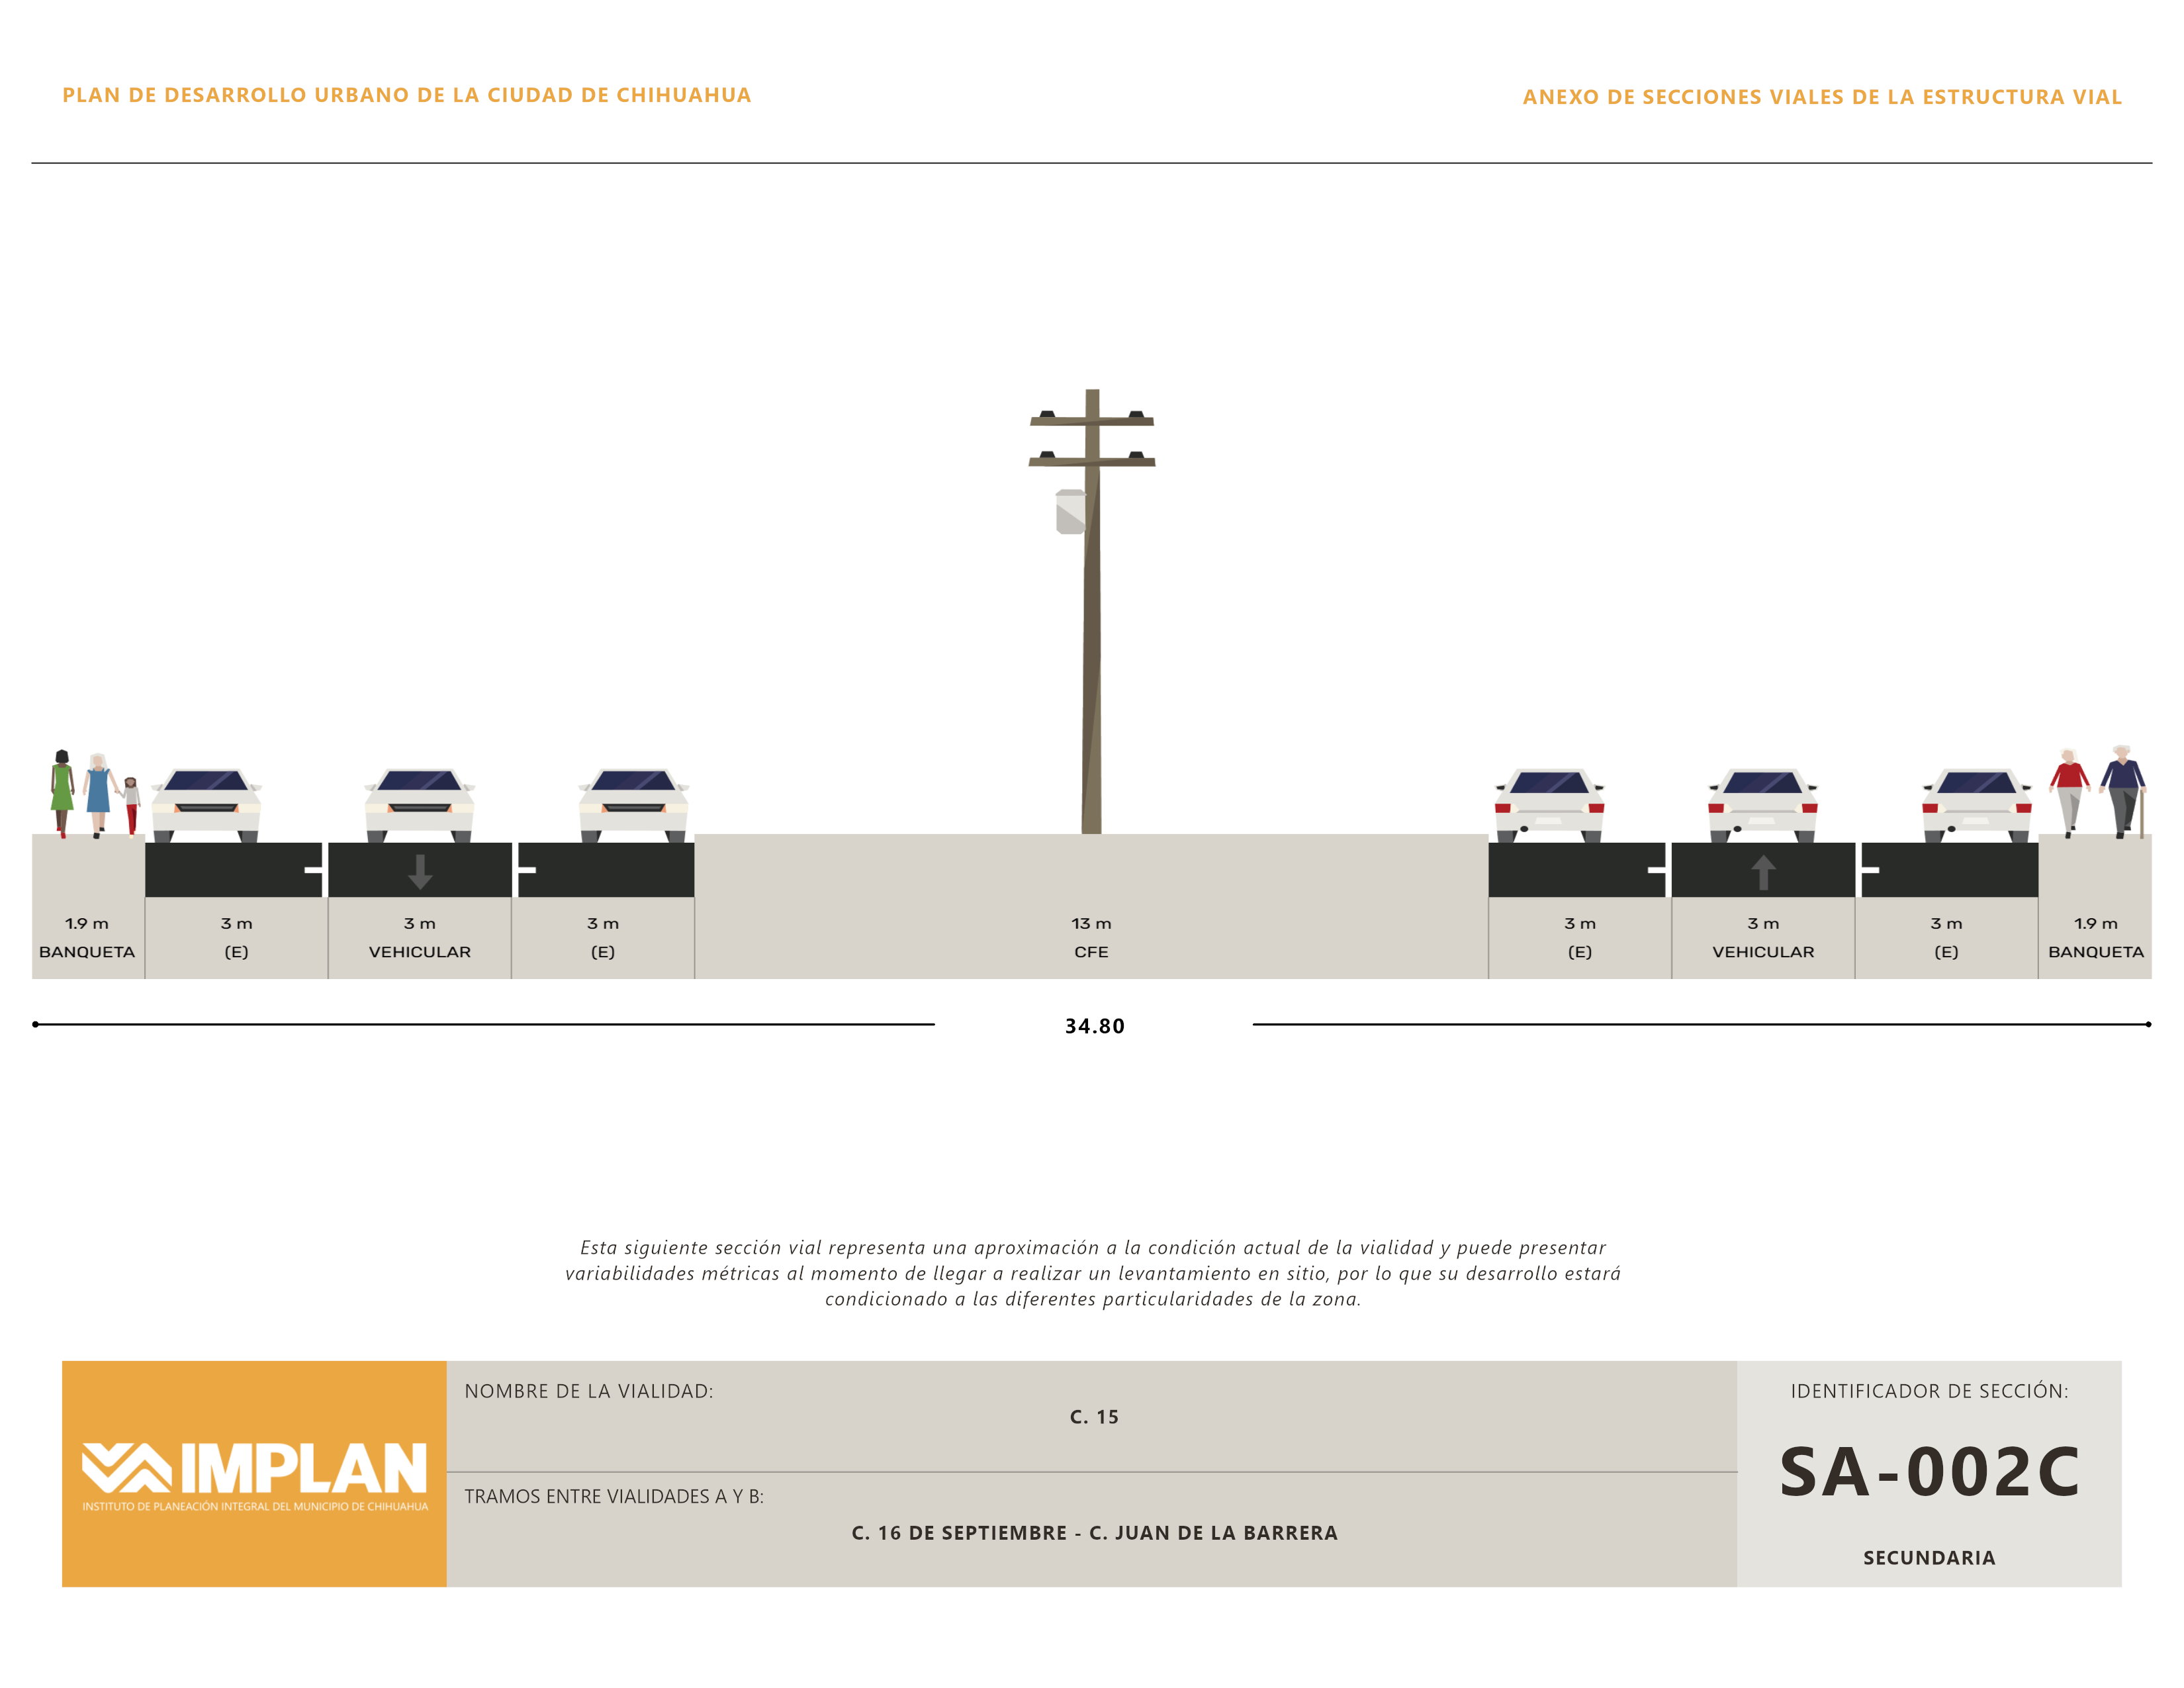 PLAN DE DESARROLLO URBANO DE LA CIUDAD DE CHIHUAHUA
ANEXO DE SECCIONES VIALES DE LA ESTRUCTURA VIAL
1.9 m
BANQUETA
3 m
(E)
3 m
VEHICULAR
3 m
(E)
13 m
CFE
3 m
(E)
3 m
VEHICULAR
3 m
(E)
1.9 m
BANQUETA
34.80
Esta siguiente sección vial representa una aproximación a la condición actual de la vialidad y puede presentar
variabilidades métricas al momento de llegar a realizar un levantamiento en sitio, por lo que su desarrollo estará
condicionado a las diferentes particularidades de la zona.
IMPLAN
INSTITUTO DE PLANEACIÓN INTEGRAL DEL MUNICIPIO DE CHIHUAHUA
NOMBRE DE LA VIALIDAD:
C. 15
TRAMOS ENTRE VIALIDADES A Y B:
C. 16 DE SEPTIEMBRE - C. JUAN DE LA BARRERA
IDENTIFICADOR DE SECCIÓN:
SA-002C
SECUNDARIA